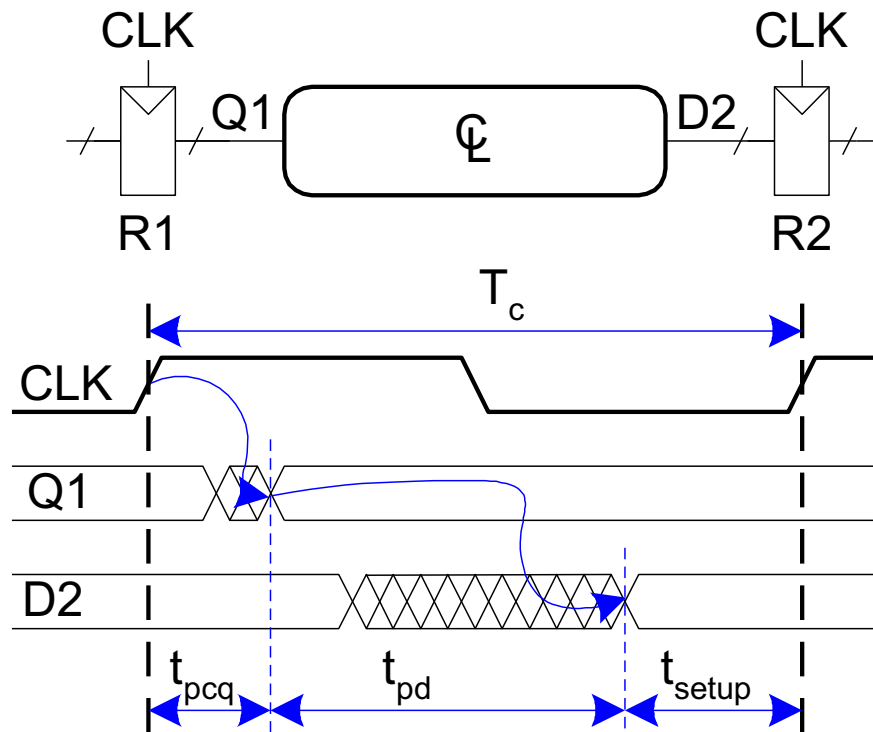 CLK CLK
Q1 CL D2
R1 R2
Tc
CLK
Q1
D2
tpcq tpd tsetup